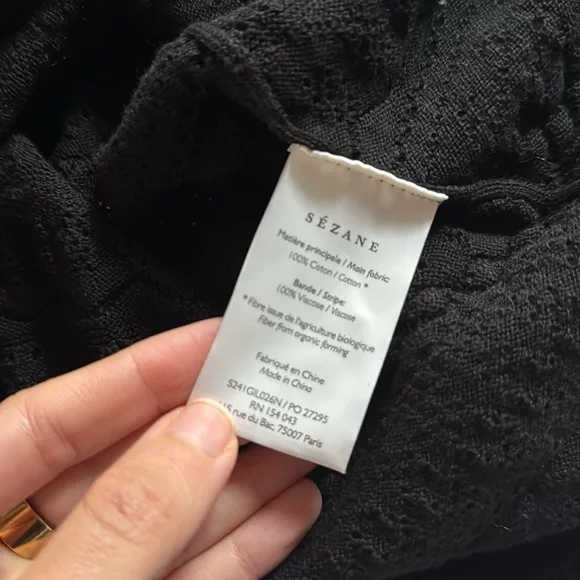 SÉZANE
Matière principale / Main fabric:
100% Coton / Cotton *
Bande / Stripe:
100% Viscose / Viscose
* Fibre issue de l'agriculture biologique
Fiber from organic farming
Fabriqué en Chine
Made in China
S241GIL026N / PO 27295
RN 154 043
rue du Bac, 75007 Paris